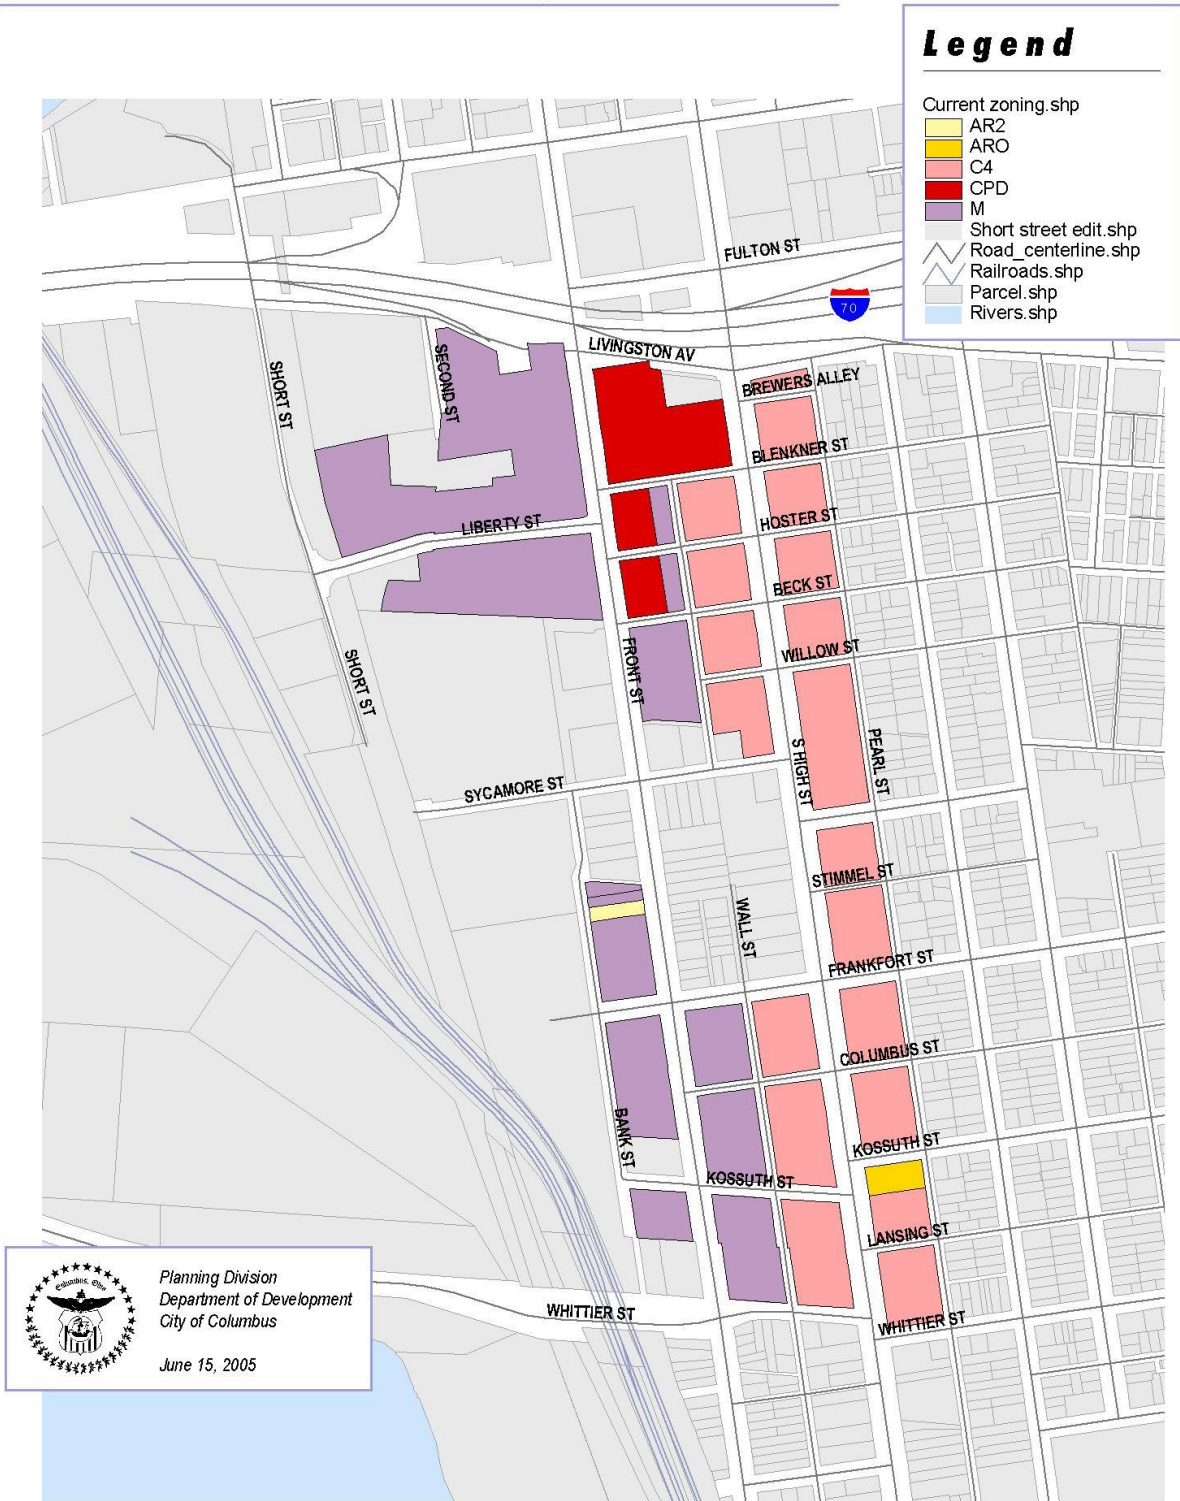 Legend
Current zoning.shp
AR2
ARO
C4
CPD
M
Short street edit.shp
Road_centerline.shp
Railroads.shp
Parcel.shp
Rivers.shp
FULTON ST
70
LIVINGSTON AV
SECOND ST
SHORT ST
BREWERS ALLEY
BLENKNER ST
LIBERTY ST
HOSTER ST
BECK ST
FRONT ST
WILLOW ST
SHORT ST
S HIGH ST
PEARL ST
SYCAMORE ST
STIMMEL ST
WALL ST
FRANKFORT ST
COLUMBUS ST
BANK ST
KOSSUTH ST
KOSSUTH ST
LANSING ST
WHITTIER ST
WHITTIER ST
Columbus, Ohio
Planning Division
Department of Development
City of Columbus
June 15, 2005